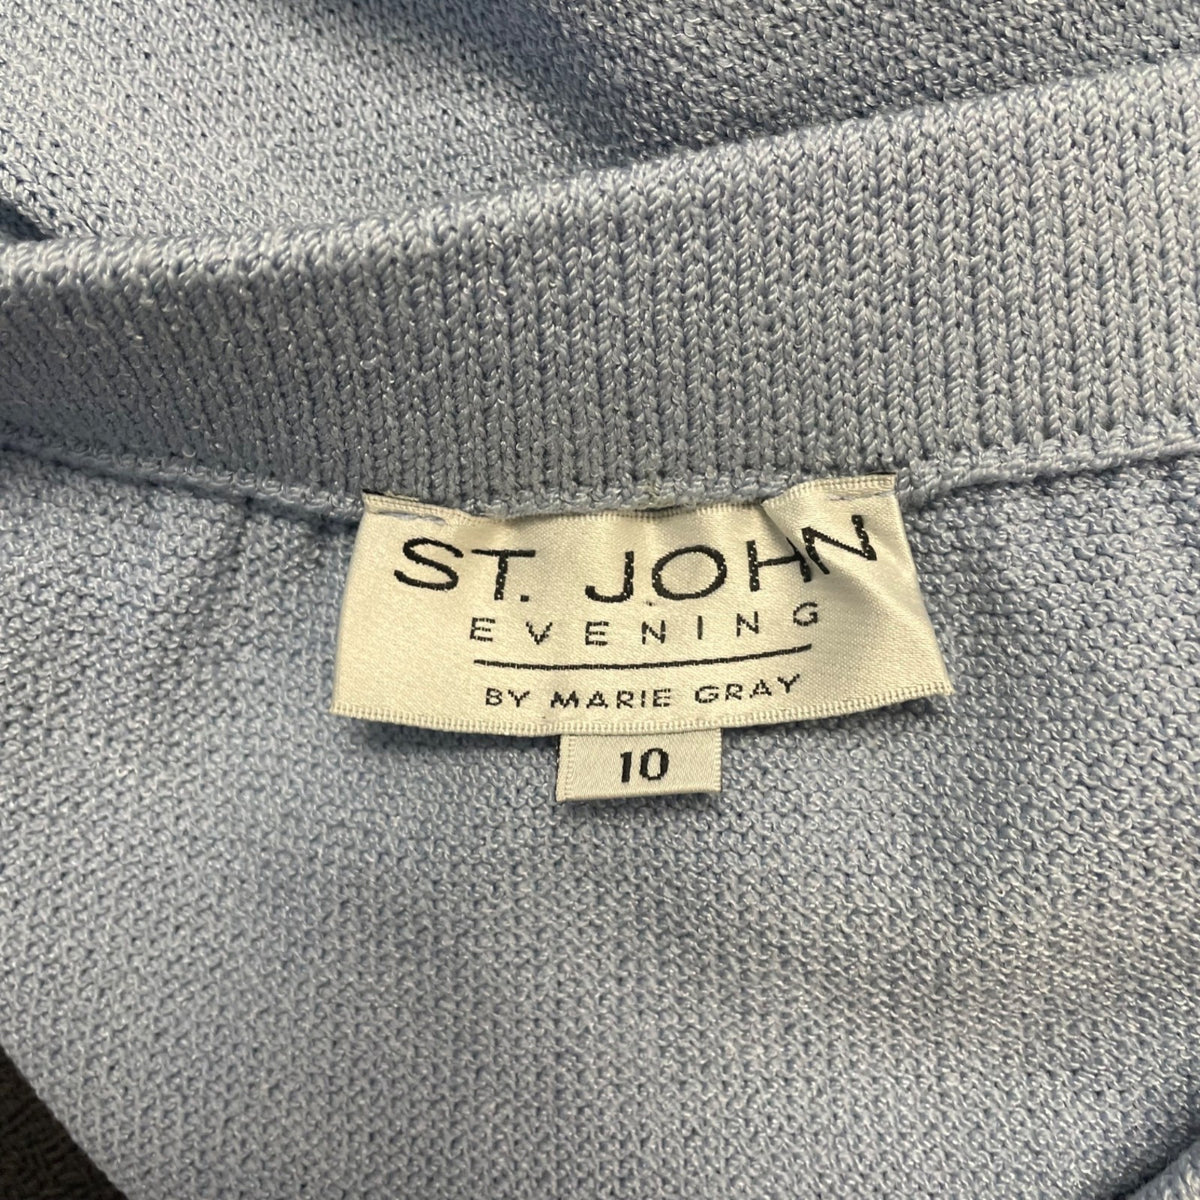 ST. JOHN
EVENING
BY MARIE GRAY
10